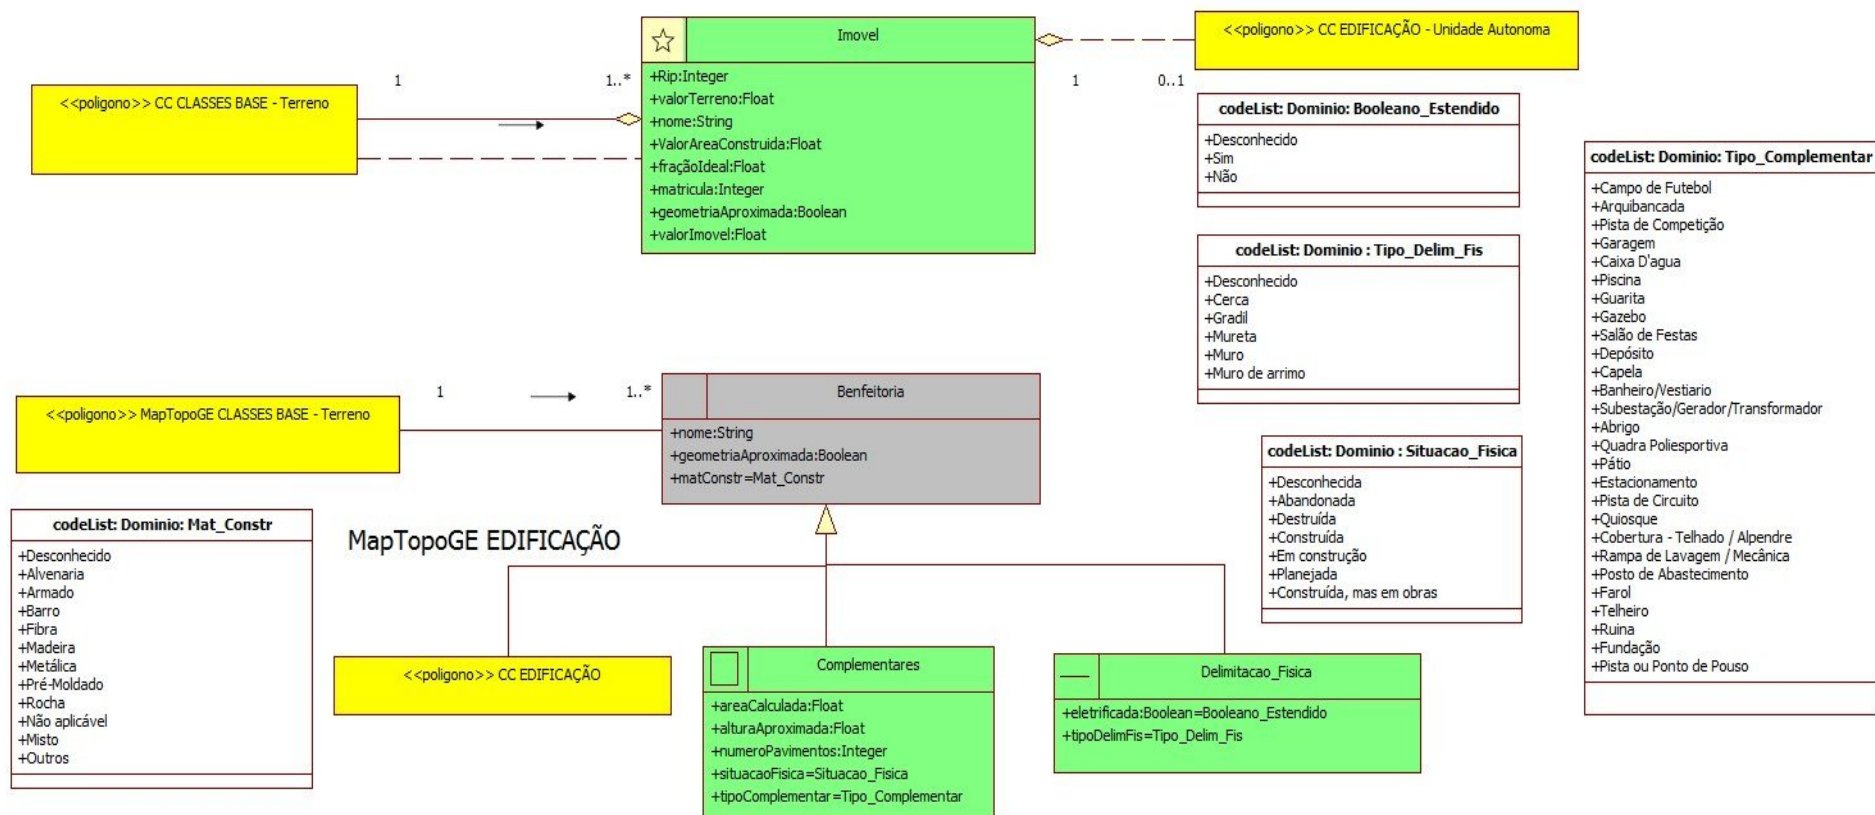 Imovel
+Rip:Integer
+valorTerreno:Float
+nome:String
+ValorAreaConstruida:Float
+fraçãoIdeal:Float
+matricula:Integer
+geometriaAproximada:Boolean
+valorImovel:Float
<<poligono>> CC EDIFICAÇÃO - Unidade Autonoma
1
0..1
1
1..*
<<poligono>> CC CLASSES BASE - Terreno
codeList: Dominio: Booleano_Estendido
+Desconhecido
+Sim
+Não
codeList: Dominio: Tipo_Complementar
+Campo de Futebol
+Arquibancada
+Pista de Competição
+Garagem
+Caixa D'agua
+Piscina
+Guarita
+Gazebo
+Salão de Festas
+Depósito
+Capela
+Banheiro/Vestiario
+Subestação/Gerador/Transformador
+Abrigo
+Quadra Poliesportiva
+Pátio
+Estacionamento
+Pista de Circuito
+Quiosque
+Cobertura - Telhado / Alpendre
+Rampa de Lavagem / Mecânica
+Posto de Abastecimento
+Farol
+Telheiro
+Ruina
+Fundação
+Pista ou Ponto de Pouso
codeList: Dominio : Tipo_Delim_Fis
+Desconhecido
+Cerca
+Gradil
+Mureta
+Muro
+Muro de arrimo
<<poligono>> MapTopoGE CLASSES BASE - Terreno
1
1..*
Benfeitoria
+nome:String
+geometriaAproximada:Boolean
+matConstr=Mat_Constr
codeList: Dominio : Situacao_Fisica
+Desconhecida
+Abandonada
+Destruída
+Construída
+Em construção
+Planejada
+Construída, mas em obras
codeList: Dominio: Mat_Constr
+Desconhecido
+Alvenaria
+Armado
+Barro
+Fibra
+Madeira
+Metálica
+Pré-Moldado
+Rocha
+Não aplicável
+Misto
+Outros
MapTopoGE EDIFICAÇÃO
<<poligono>> CC EDIFICAÇÃO
Complementares
+areaCalculada:Float
+alturaAproximada:Float
+numeroPavimentos:Integer
+situacaoFisica=Situacao_Fisica
+tipoComplementar=Tipo_Complementar
Delimitacao_Fisica
+eletrificada:Boolean=Booleano_Estendido
+tipoDelimFis=Tipo_Delim_Fis